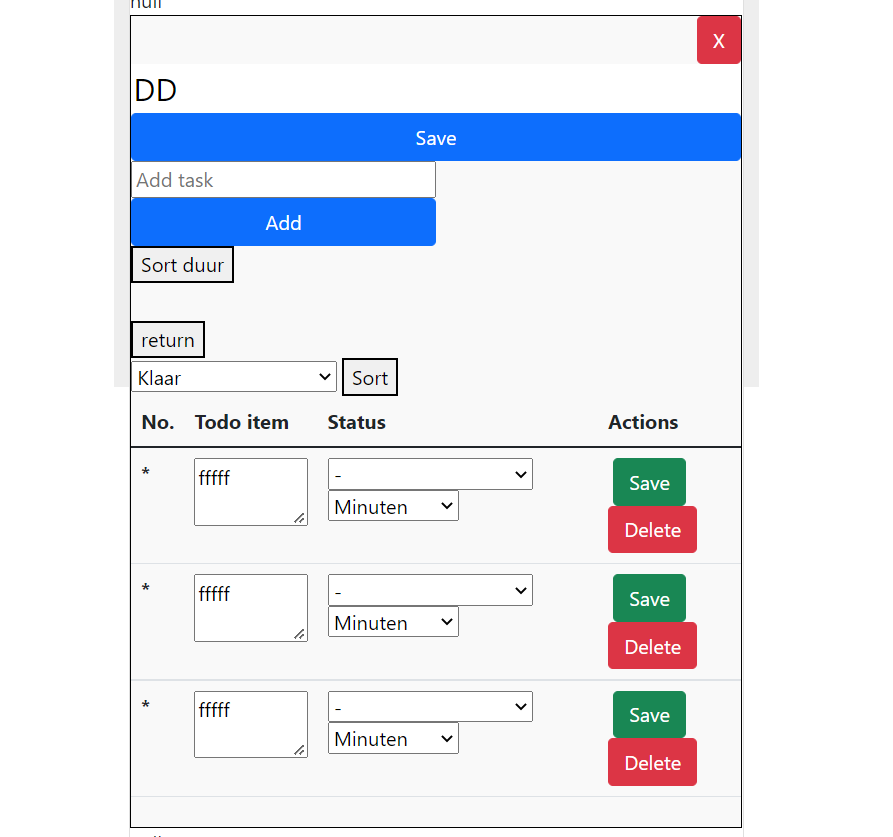 null
X
DD
Save
Add task
Add
Sort duur
return
Klaar Sort
No. Todo item Status Actions
* fffff - Save
Minuten Delete
* fffff - Save
Minuten Delete
* fffff - Save
Minuten Delete